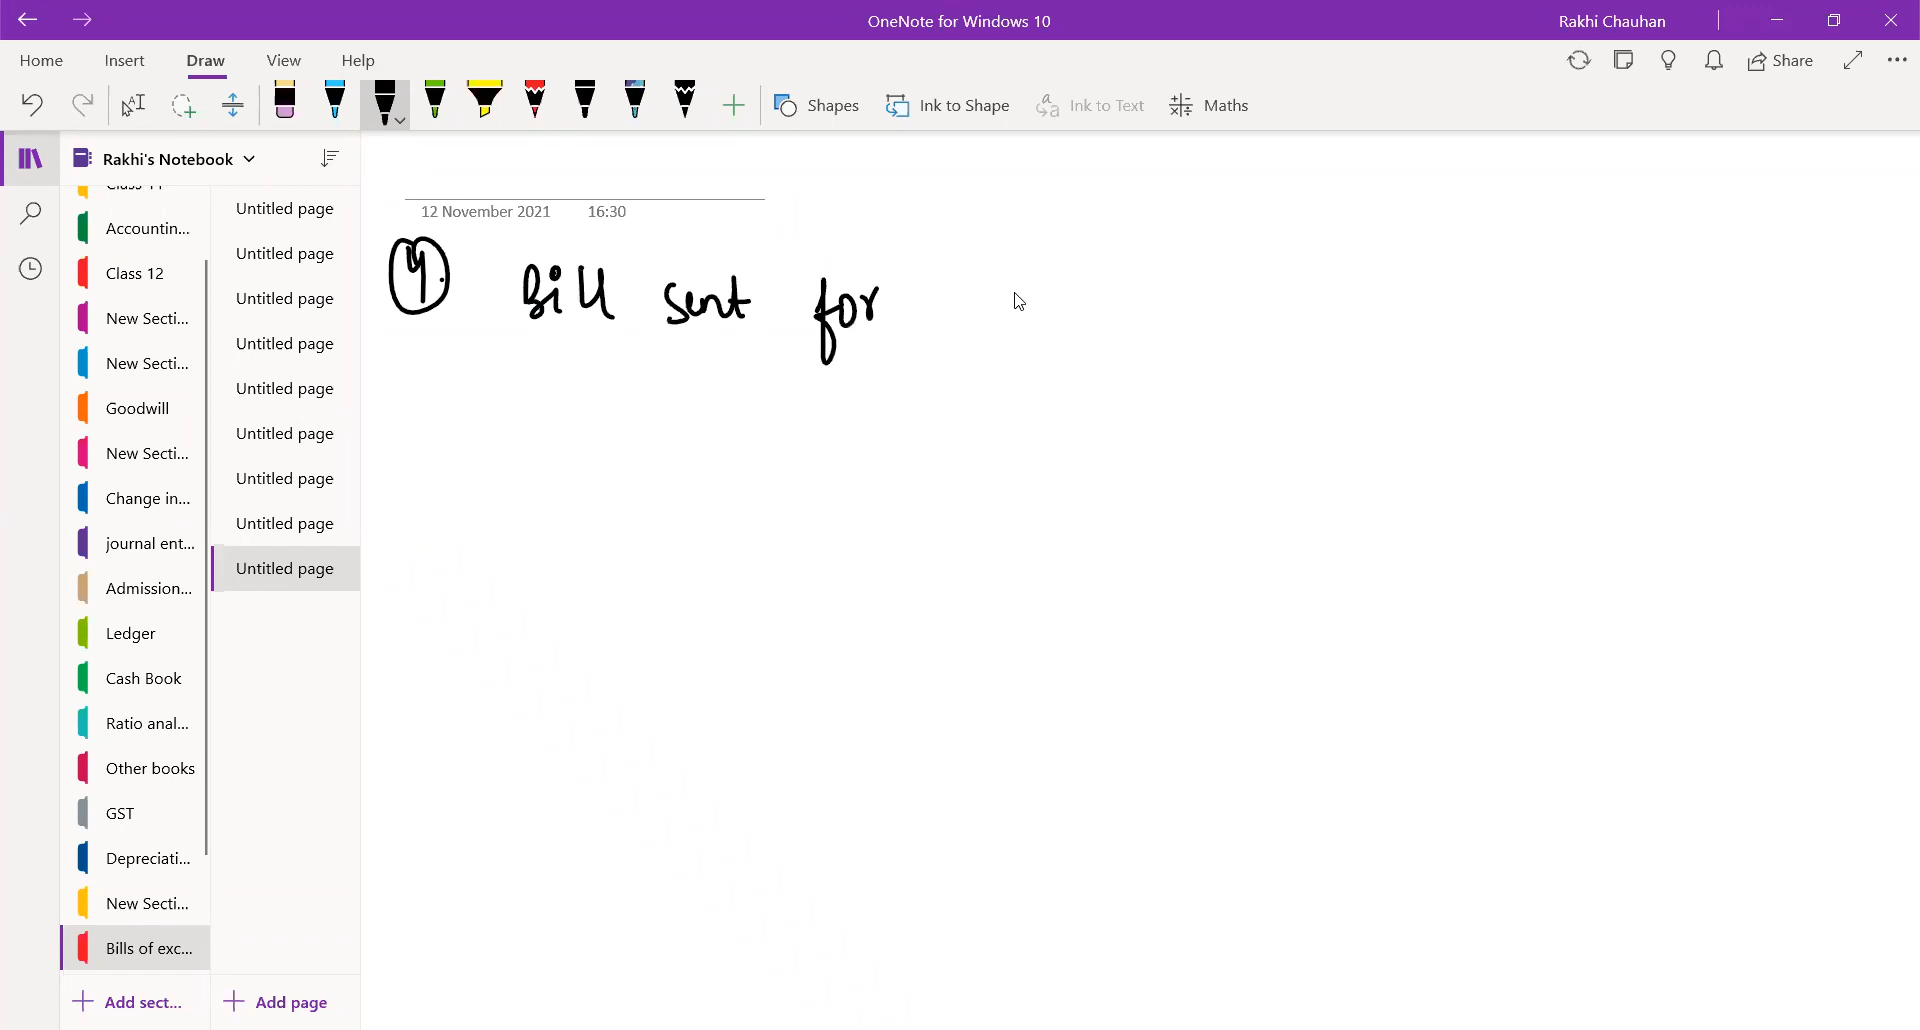 OneNote for Windows 10
Rakhi Chauhan
Home Insert Draw View Help
Share
Shapes Ink to Shape Ink to Text Maths
Rakhi's Notebook
Class 11
Accountin...
Class 12
New Secti...
New Secti...
Goodwill
New Secti...
Change in...
journal ent...
Admission...
Ledger
Cash Book
Ratio anal...
Other books
GST
Depreciati...
New Secti...
Bills of exc...
Add sect...
Untitled page
Untitled page
Untitled page
Untitled page
Untitled page
Untitled page
Untitled page
Untitled page
Untitled page
Add page
12 November 2021 16:30
4. Bill sent for